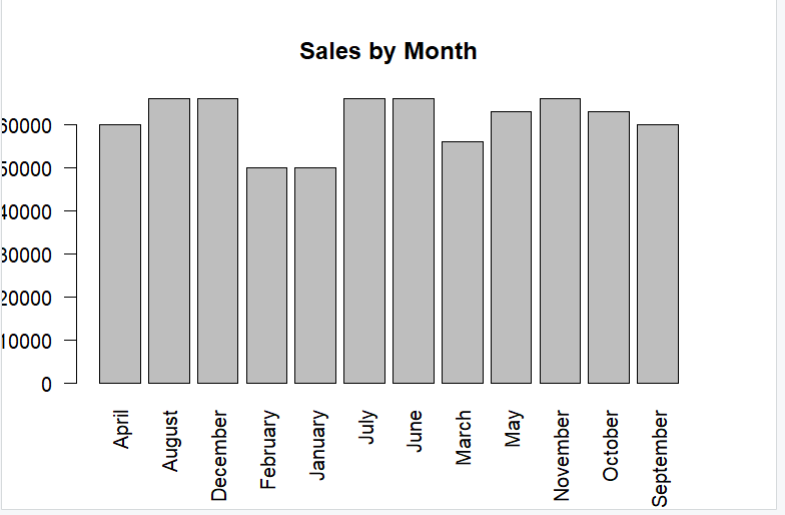 Sales by Month
60000
50000
40000
30000
20000
10000
0
April
August
December
February
January
July
June
March
May
November
October
September